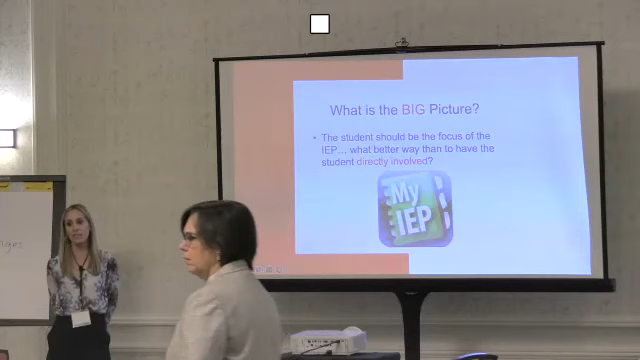 What is the BIG Picture?
• The student should be the focus of the
IEP... what better way than to have the
student directly involved?
My
IEP